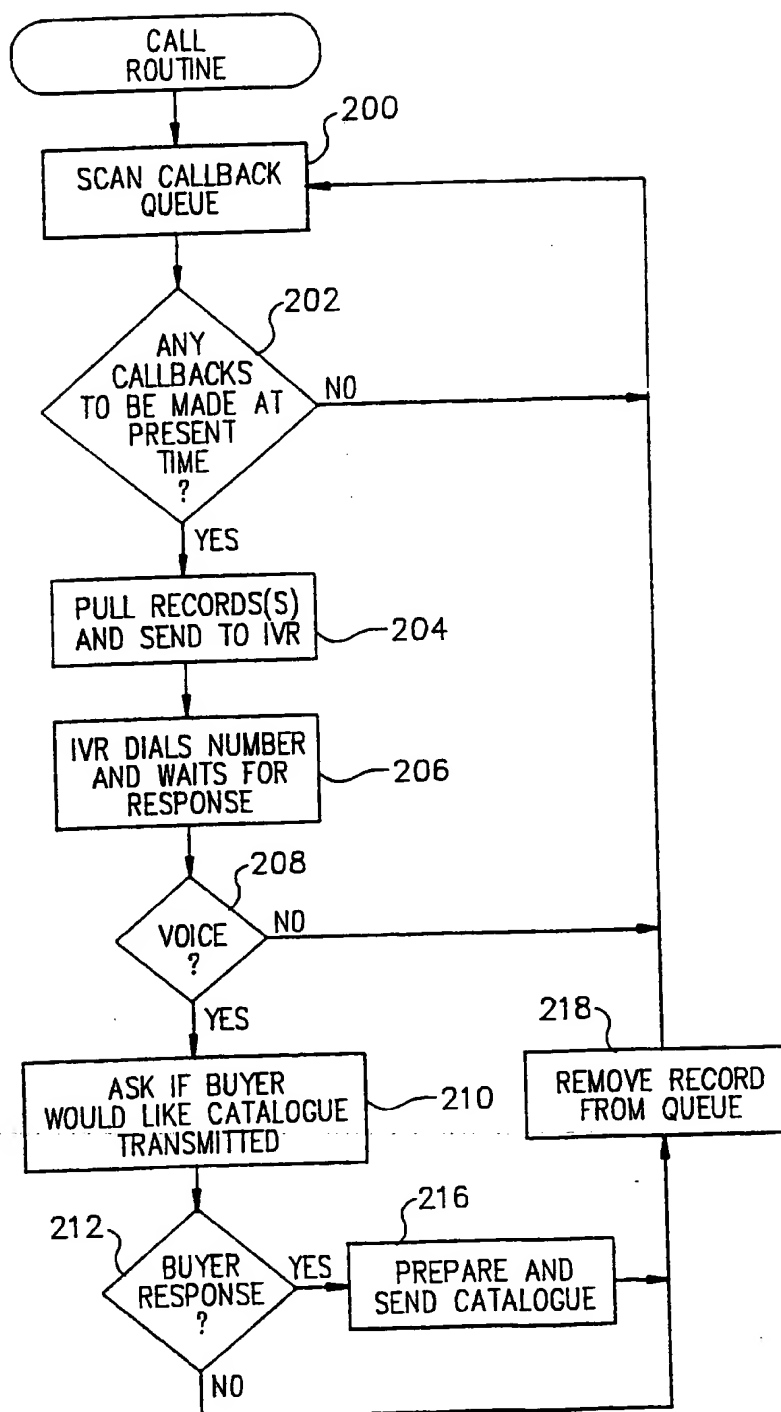 CALL
ROUTINE
200
SCAN CALLBACK
QUEUE
202
ANY
CALLBACKS
TO BE MADE AT
PRESENT
TIME
?
NO
YES
PULL RECORDS(S)
AND SEND TO IVR
204
IVR DIALS NUMBER
AND WAITS FOR
RESPONSE
206
208
VOICE
?
NO
YES
218
REMOVE RECORD
FROM QUEUE
ASK IF BUYER
WOULD LIKE CATALOGUE
TRANSMITTED
210
212
BUYER
RESPONSE
?
YES
216
PREPARE AND
SEND CATALOGUE
NO